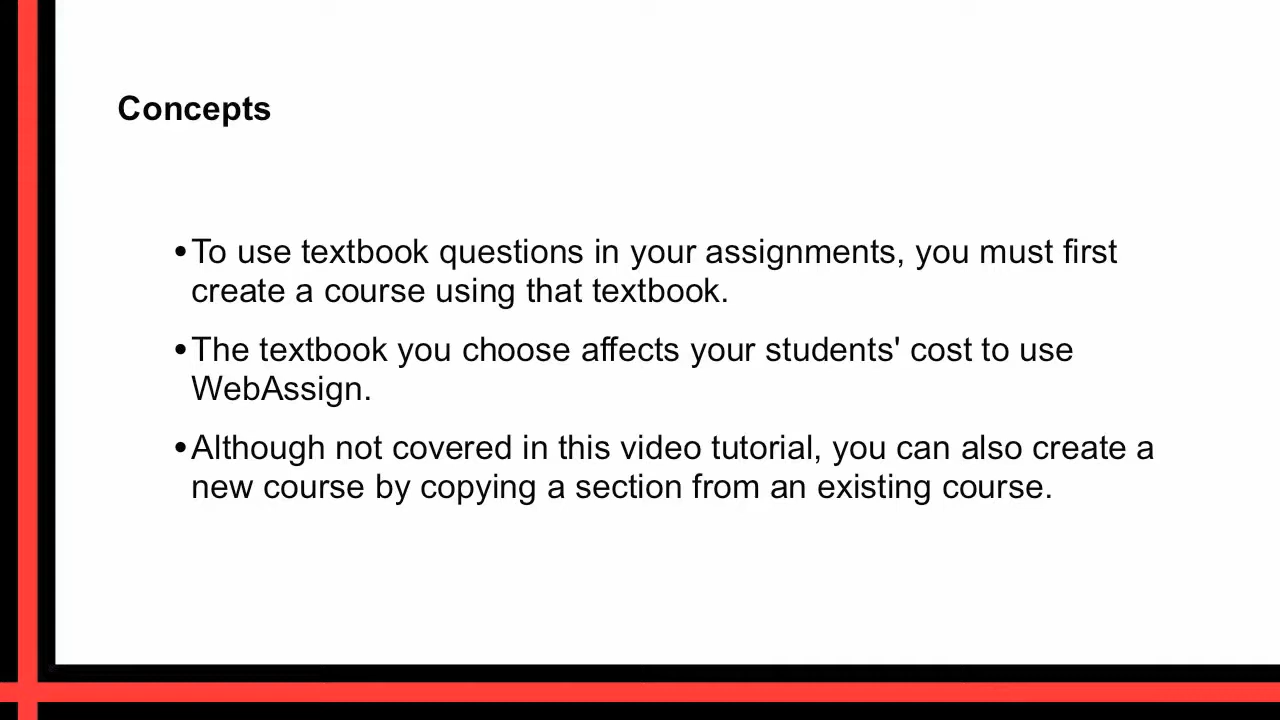 Concepts
•To use textbook questions in your assignments, you must first
create a course using that textbook.
•The textbook you choose affects your students' cost to use
WebAssign.
•Although not covered in this video tutorial, you can also create a
new course by copying a section from an existing course.